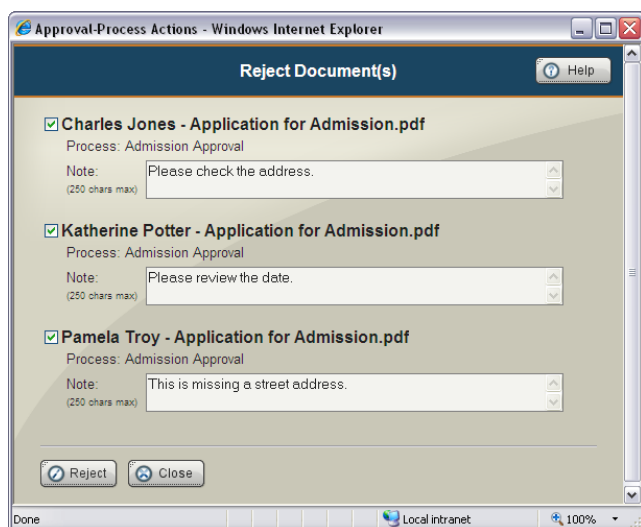 Approval-Process Actions - Windows Internet Explorer
Reject Document(s)
Help
Charles Jones - Application for Admission.pdf
Process: Admission Approval
Note:
Please check the address.
(250 chars max)
Katherine Potter - Application for Admission.pdf
Process: Admission Approval
Note:
Please review the date.
(250 chars max)
Pamela Troy - Application for Admission.pdf
Process: Admission Approval
Note:
This is missing a street address.
(250 chars max)
Reject
Close
Done
Local intranet
100%